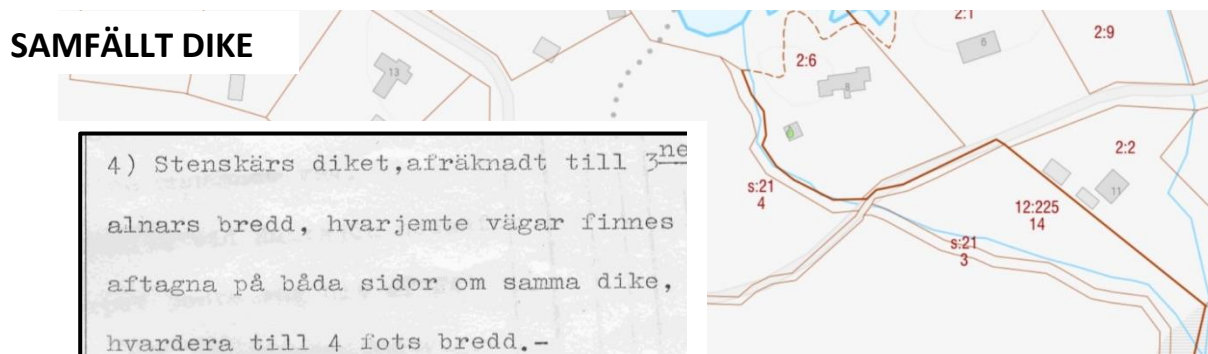 SAMFÄLLT DIKE
2:1
6
2:9
13
2:6
8
2:2
11
s:21
4
12:225
14
s:21
3
4) Stenskärs diket,afräknadt till 3ne
alnars bredd, hvarjemte vägar finnes
aftagna på båda sidor om samma dike,
hvardera till 4 fots bredd.-